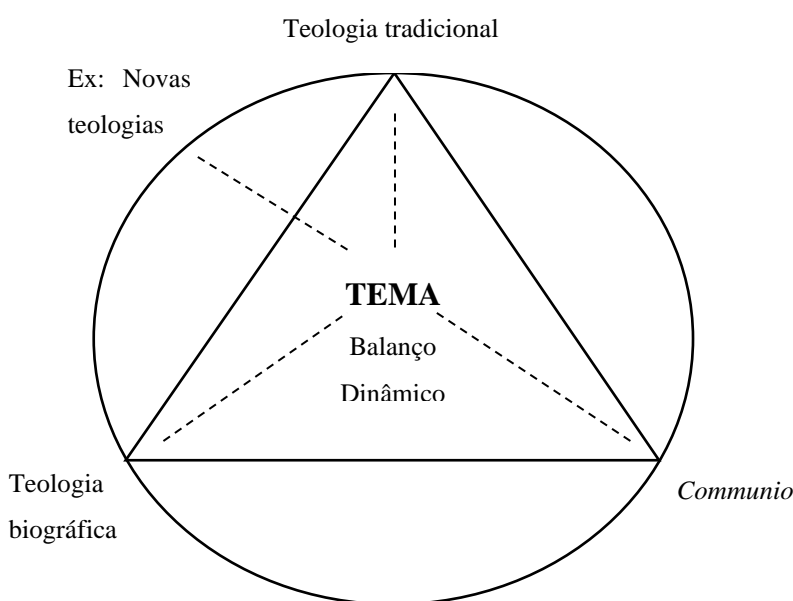 Teologia tradicional
Ex: Novas
teologias
TEMA
Balanço
Dinâmico
Teologia
biográfica
Communio